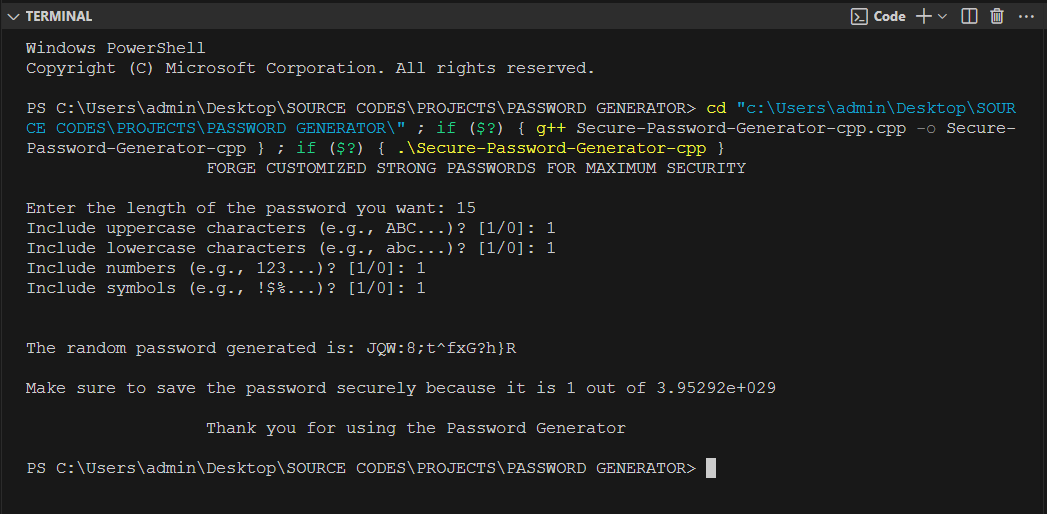 TERMINAL
Code
Windows PowerShell
Copyright (C) Microsoft Corporation. All rights reserved.
PS C:\Users\admin\Desktop\SOURCE CODES\PROJECTS\PASSWORD GENERATOR> cd "c:\Users\admin\Desktop\SOUR
CE CODES\PROJECTS\PASSWORD GENERATOR\" ; if ($?) { g++ Secure-Password-Generator-cpp.cpp -o Secure-
Password-Generator-cpp } ; if ($?) { .\Secure-Password-Generator-cpp }
FORGE CUSTOMIZED STRONG PASSWORDS FOR MAXIMUM SECURITY
Enter the length of the password you want: 15
Include uppercase characters (e.g., ABC...)? [1/0]: 1
Include lowercase characters (e.g., abc...)? [1/0]: 1
Include numbers (e.g., 123...)? [1/0]: 1
Include symbols (e.g., !$%...)? [1/0]: 1
The random password generated is: JQW:8;t^fxG?h}R
Make sure to save the password securely because it is 1 out of 3.95292e+029
Thank you for using the Password Generator
PS C:\Users\admin\Desktop\SOURCE CODES\PROJECTS\PASSWORD GENERATOR>